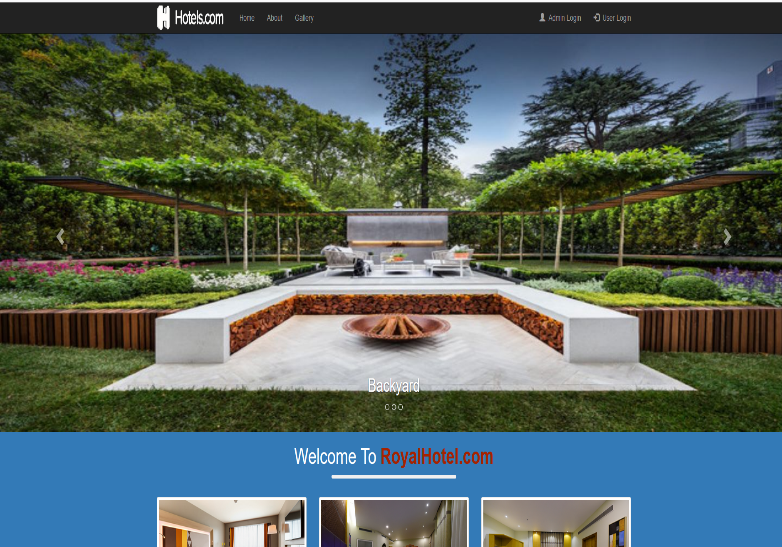 Hotels.com
Home About Gallery
Admin Login User Login
Backyard
Welcome To RoyalHotel.com